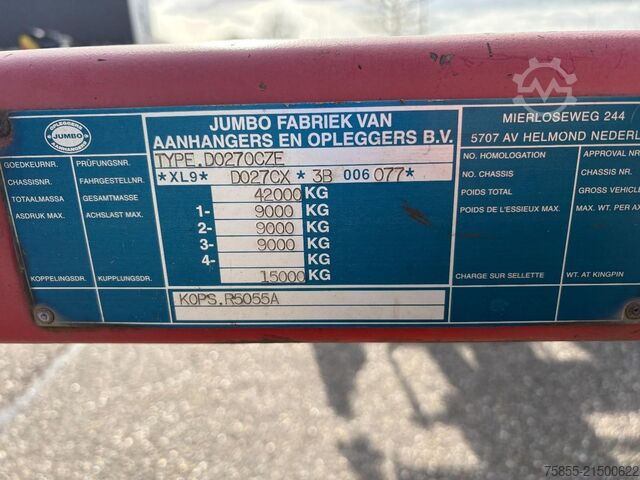 OPLEGGERS
JUMBO
AANHANGERS
JUMBO FABRIEK VAN
AANHANGERS EN OPLEGGERS B.V.
MIERLOSEWEG 244
5707 AV HELMOND NEDERL
GOEDKEURNR. PRÜFUNGSNR. TYPE.D0270CZE NO. HOMOLOGATION APPROVAL NR
CHASSISNR. FAHRGESTELLNR. *XL9* D027CX * 3B 006 077* NO. CHASSIS CHASSIS NR.
TOTAALMASSA GESAMTMASSE 42000 KG POIDS TOTAL GROSS VEHICL
ASDRUK MAX. ACHSLAST MAX. 1- 9000 KG POIDS DE L'ESSIEUX MAX. MAX. WT. PER AX
2- 9000 KG
3- 9000 KG
4- KG
KOPPELINGSDR. KUPPLUNGSDR. 15000 KG CHARGE SUR SELLETTE WT. AT KINGPIN
KOPS.R5055A
75855-21500622